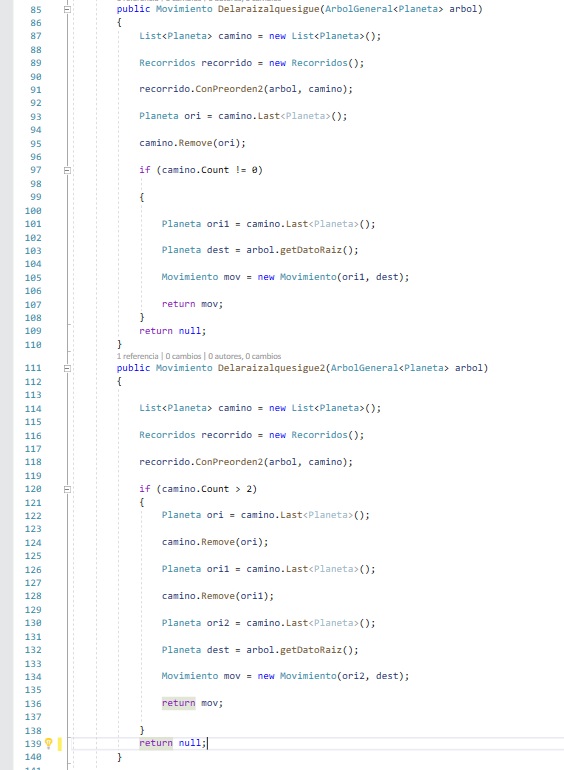 85 public Movimiento Delaraizalquesigue(ArbolGeneral<Planeta> arbol)
86 {
87 List<Planeta> camino = new List<Planeta>();
88
89 Recorridos recorrido = new Recorridos();
90
91 recorrido.ConPreorden2(arbol, camino);
92
93 Planeta ori = camino.Last<Planeta>();
94
95 camino.Remove(ori);
96
97 if (camino.Count != 0)
98
99 {
100
101 Planeta ori1 = camino.Last<Planeta>();
102
103 Planeta dest = arbol.getDatoRaiz();
104
105 Movimiento mov = new Movimiento(ori1, dest);
106
107 return mov;
108 }
109 return null;
110 }
1 referencia | 0 cambios | 0 autores, 0 cambios
111 public Movimiento Delaraizalquesigue2(ArbolGeneral<Planeta> arbol)
112 {
113
114 List<Planeta> camino = new List<Planeta>();
115
116 Recorridos recorrido = new Recorridos();
117
118 recorrido.ConPreorden2(arbol, camino);
119
120 if (camino.Count > 2)
121 {
122 Planeta ori = camino.Last<Planeta>();
123
124 camino.Remove(ori);
125
126 Planeta ori1 = camino.Last<Planeta>();
127
128 camino.Remove(ori1);
129
130 Planeta ori2 = camino.Last<Planeta>();
131
132 Planeta dest = arbol.getDatoRaiz();
133
134 Movimiento mov = new Movimiento(ori2, dest);
135
136 return mov;
137
138 }
139 return null;
140 }